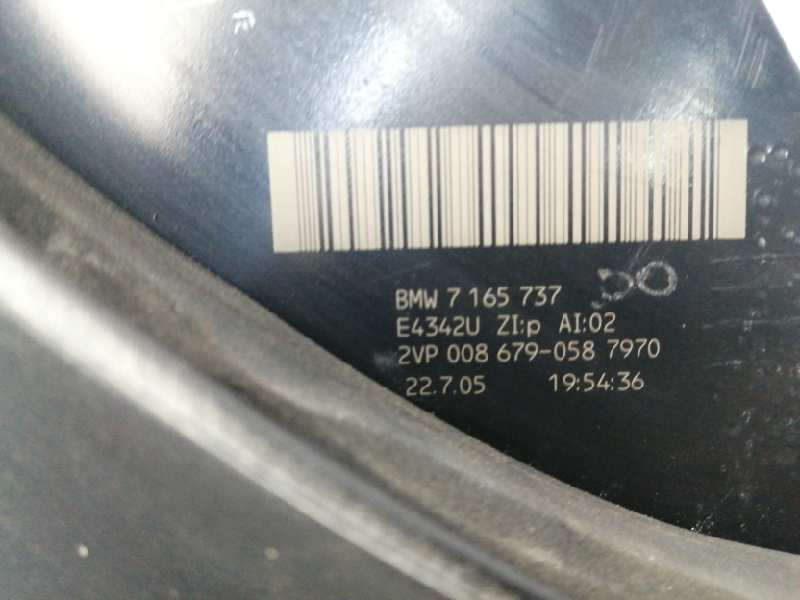 BMW 7 165 737
E4342U ZI:p AI:02
2VP 008 679-058 7970
22.7.05 19:54:36